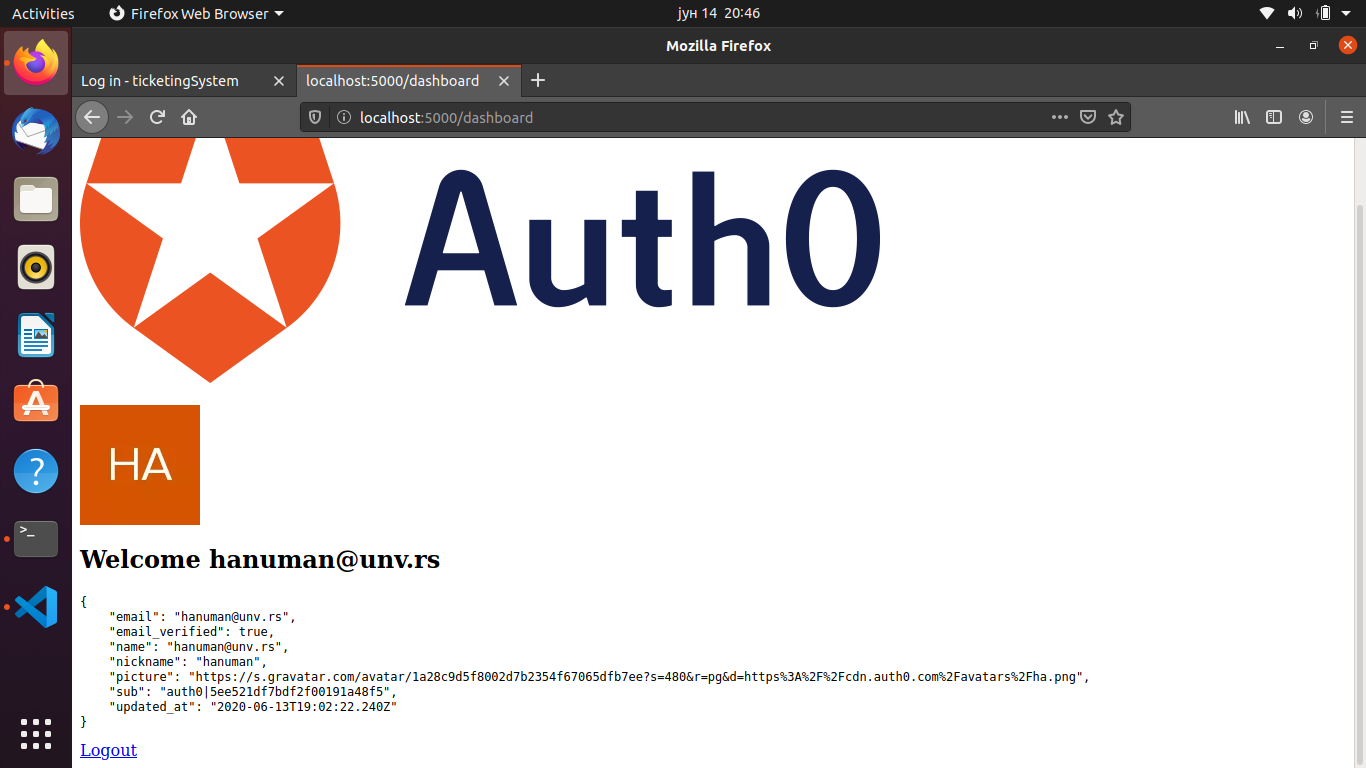 Activities
Firefox Web Browser
јун 14 20:46
Mozilla Firefox
Log in - ticketingSystem
localhost:5000/dashboard
localhost:5000/dashboard
Auth0
HA
Welcome hanuman@unv.rs
{
    "email": "hanuman@unv.rs",
    "email_verified": true,
    "name": "hanuman@unv.rs",
    "nickname": "hanuman",
    "picture": "https://s.gravatar.com/avatar/1a28c9d5f8002d7b2354f67065dfb7ee?s=480&r=pg&d=https%3A%2F%2Fcdn.auth0.com%2Favatars%2Fha.png",
    "sub": "auth0|5ee521df7bdf2f00191a48f5",
    "updated_at": "2020-06-13T19:02:22.240Z"
}
Logout